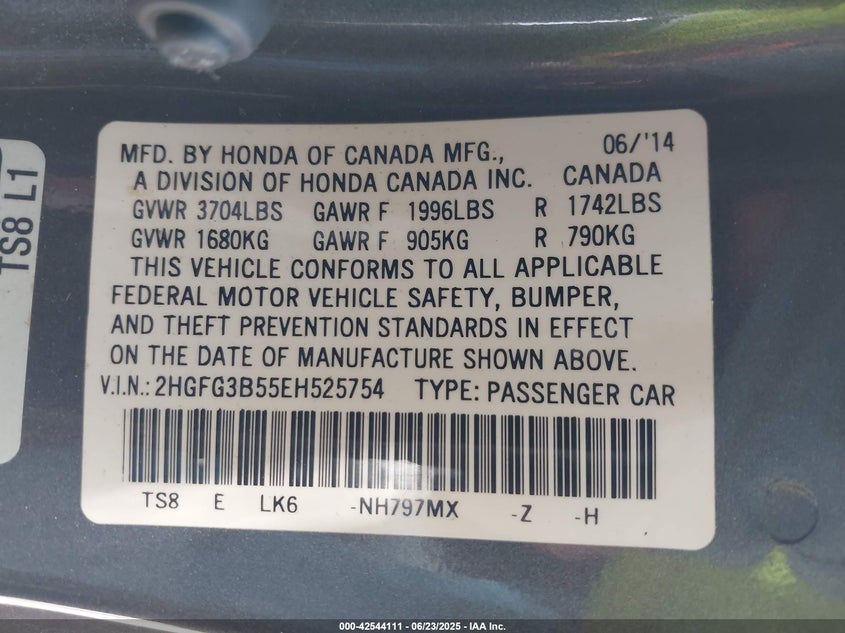 TS8 L1
MFD. BY HONDA OF CANADA MFG., 06/'14
A DIVISION OF HONDA CANADA INC. CANADA
GVWR 3704LBS GAWR F 1996LBS R 1742LBS
GVWR 1680KG GAWR F 905KG R 790KG
THIS VEHICLE CONFORMS TO ALL APPLICABLE
FEDERAL MOTOR VEHICLE SAFETY, BUMPER,
AND THEFT PREVENTION STANDARDS IN EFFECT
ON THE DATE OF MANUFACTURE SHOWN ABOVE.
V.I.N.: 2HGFG3B55EH525754 TYPE: PASSENGER CAR
TS8 E LK6 -NH797MX -Z -H
000-42544111 - 06/23/2025 - IAA Inc.